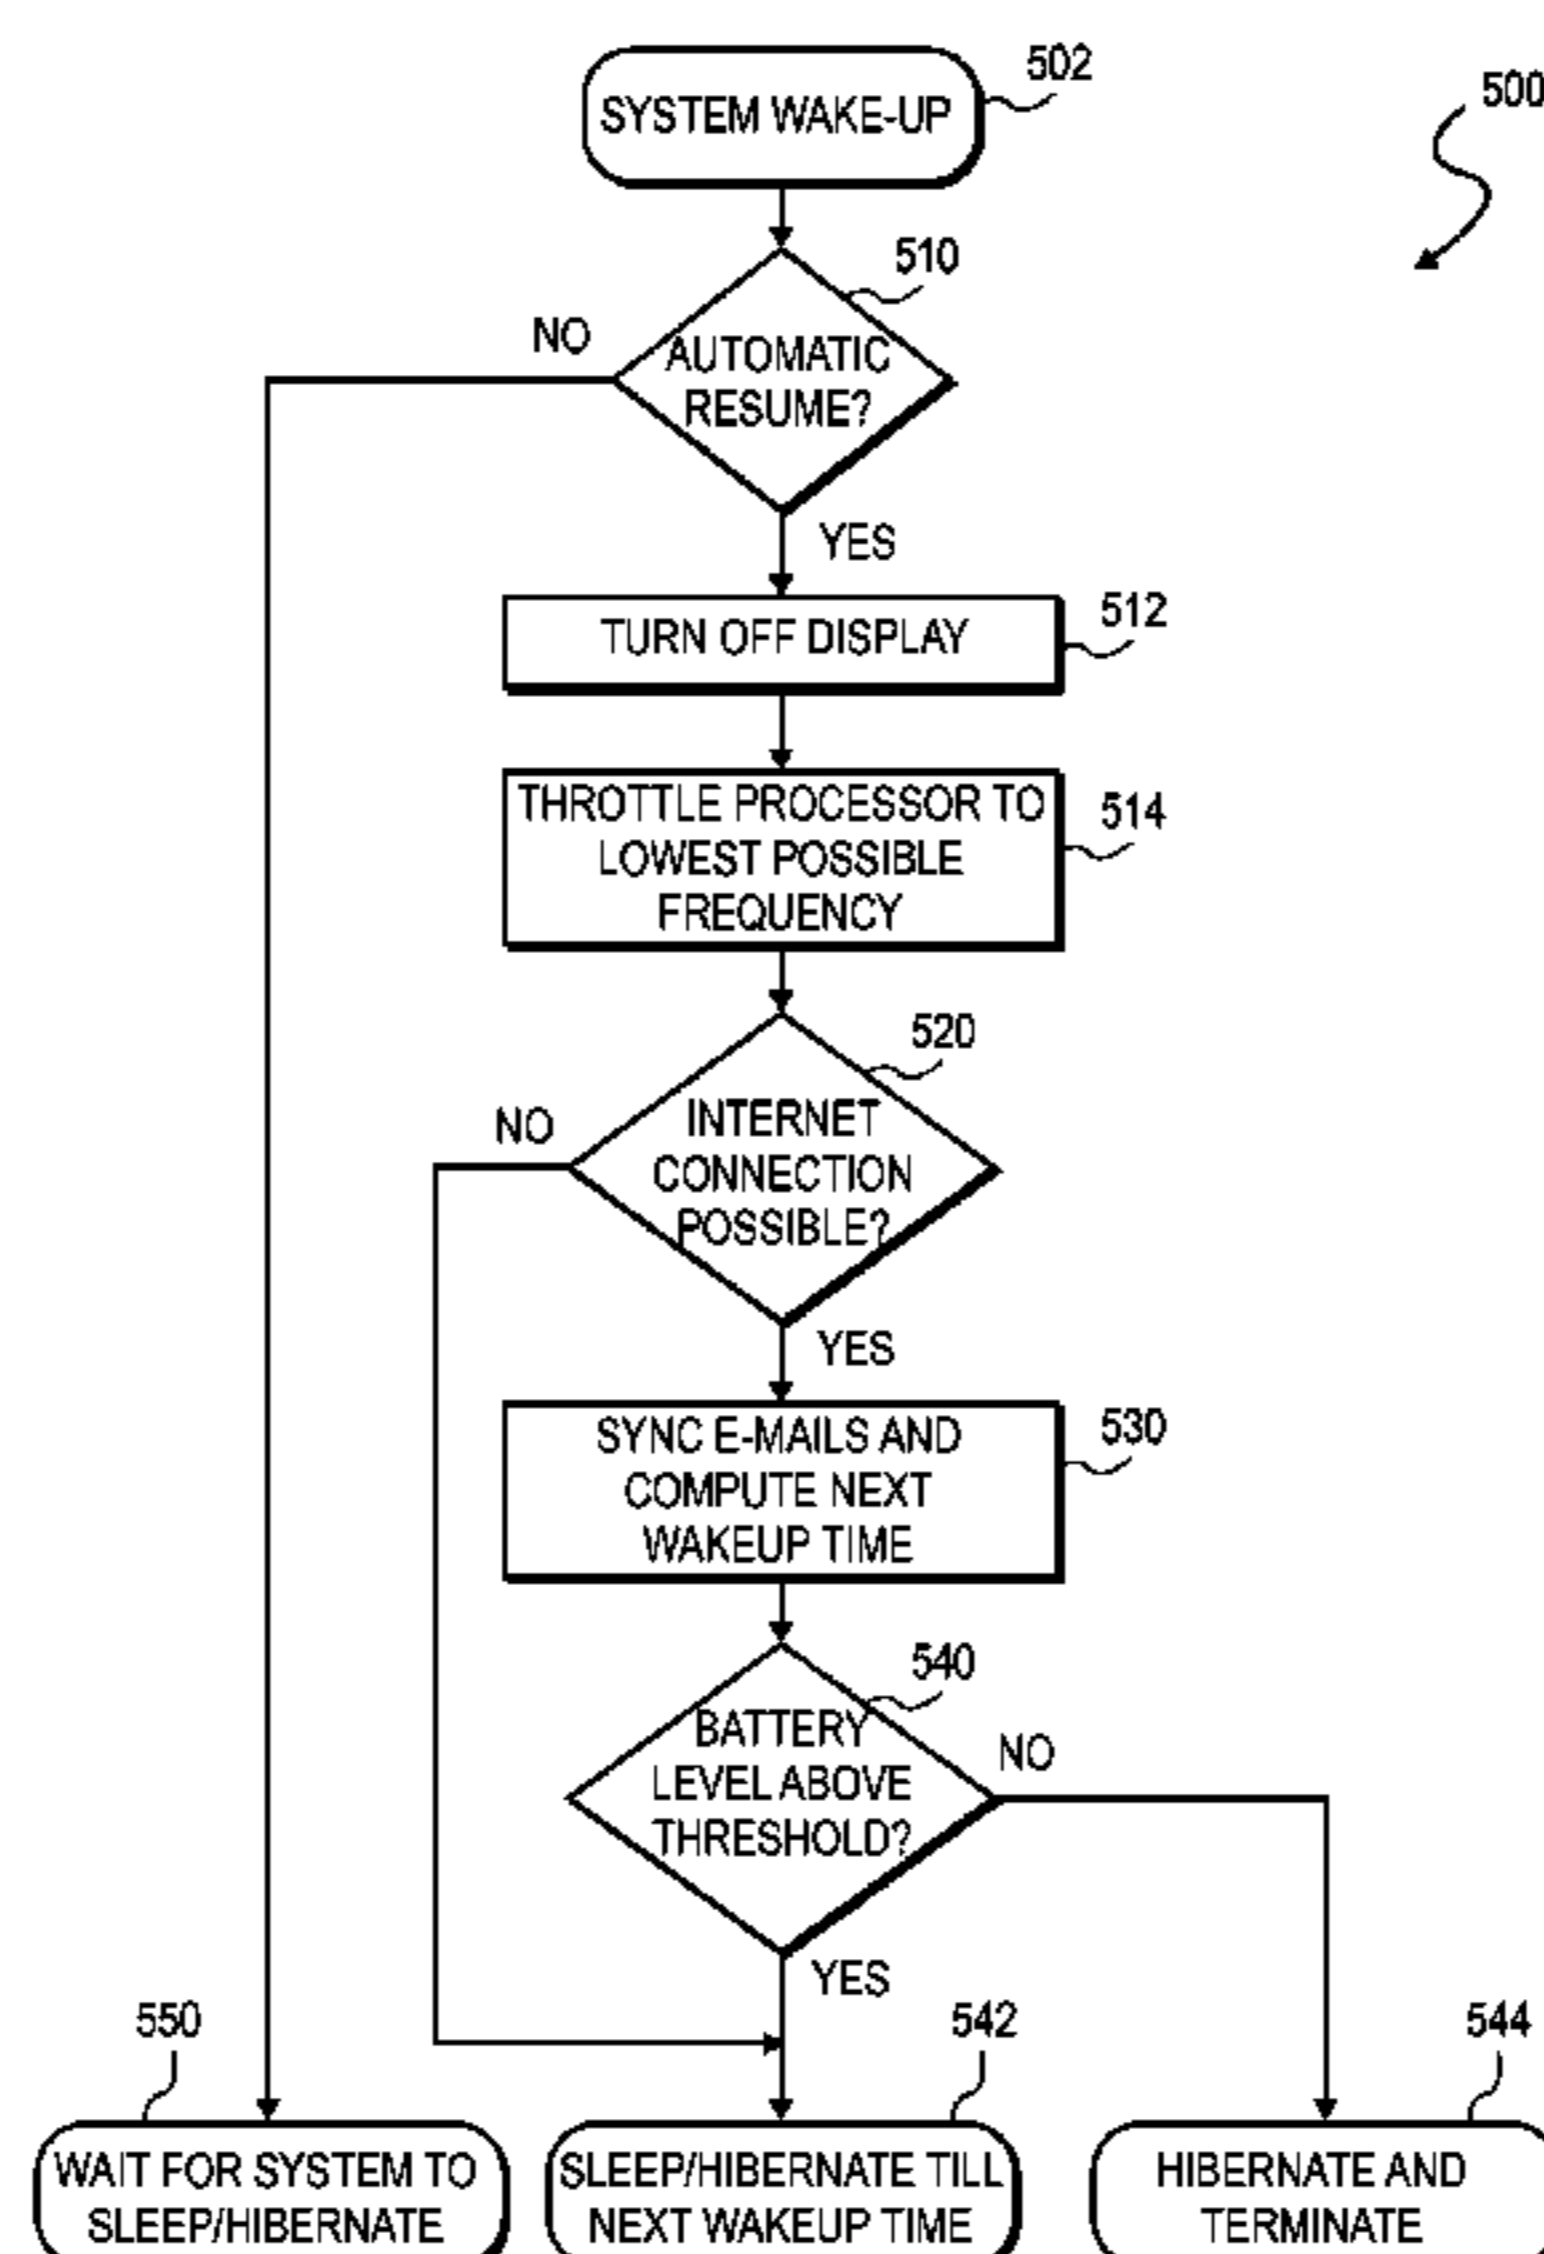 502
SYSTEM WAKE-UP
500
510
NO
AUTOMATIC
RESUME?
YES
512
TURN OFF DISPLAY
THROTTLE PROCESSOR TO
LOWEST POSSIBLE
FREQUENCY
514
520
NO
INTERNET
CONNECTION
POSSIBLE?
YES
SYNC E-MAILS AND
COMPUTE NEXT
WAKEUP TIME
530
540
BATTERY
LEVEL ABOVE
THRESHOLD?
NO
YES
550
542
544
WAIT FOR SYSTEM TO
SLEEP/HIBERNATE
SLEEP/HIBERNATE TILL
NEXT WAKEUP TIME
HIBERNATE AND
TERMINATE